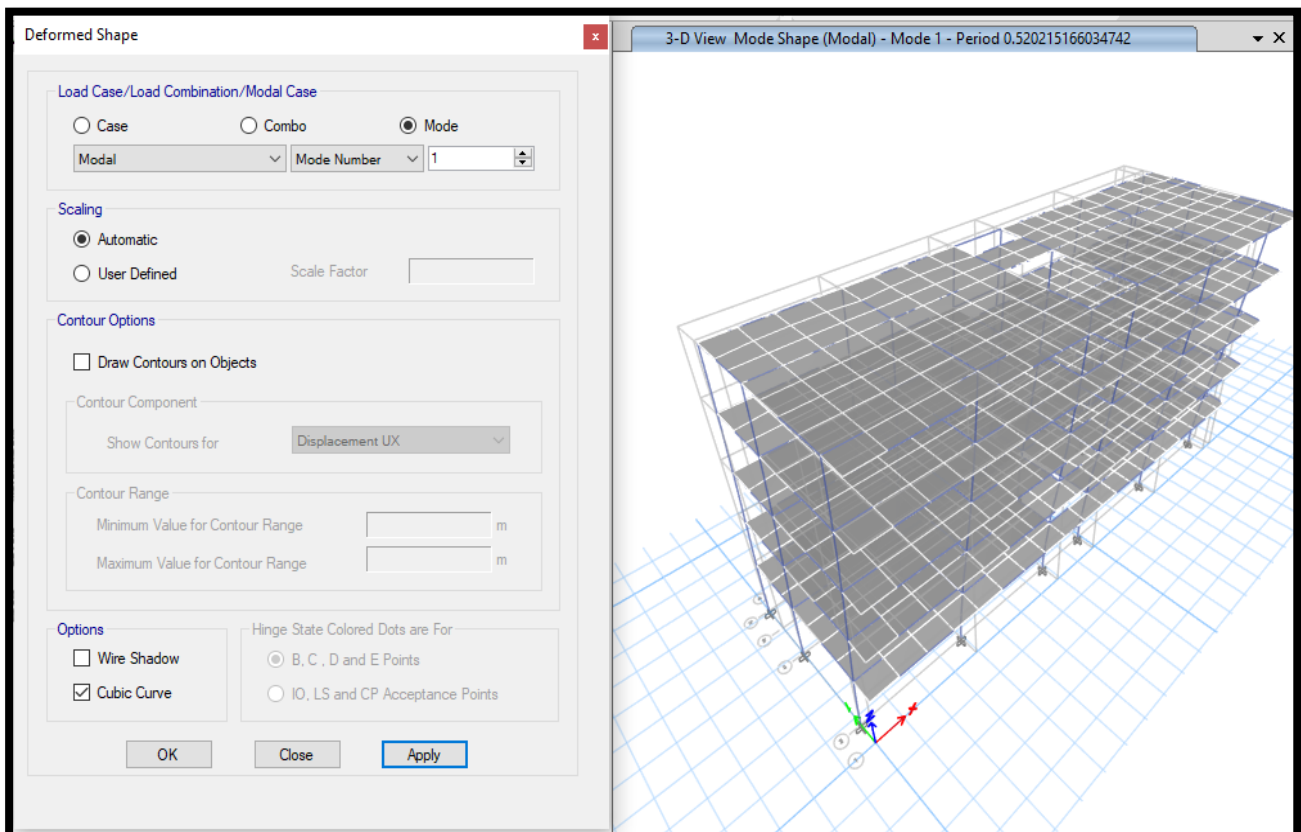 Deformed Shape
x
3-D View Mode Shape (Modal) - Mode 1 - Period 0.520215166034742
Load Case/Load Combination/Modal Case
Case
Combo
Mode
Modal
Mode Number
1
Scaling
Automatic
User Defined
Scale Factor
Contour Options
Draw Contours on Objects
Contour Component
Show Contours for
Displacement UX
Contour Range
Minimum Value for Contour Range
m
Maximum Value for Contour Range
m
Options
Wire Shadow
Cubic Curve
Hinge State Colored Dots are For
B, C , D and E Points
IO, LS and CP Acceptance Points
OK
Close
Apply